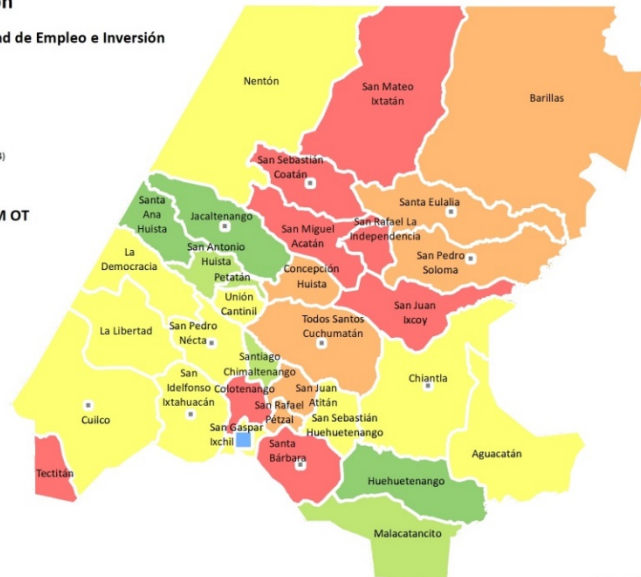 ón
ad de Empleo e Inversión
M OT
Nentón
San Mateo
Ixtatán
Barillas
San Sebastián
Coatán
Santa
Ana
Huista
Jacaltenango
Santa Eulalia
San Miguel
Acatán
San Rafael La
Independencia
San Antonio
Huista
Petatán
La
Democracia
San Pedro
Soloma
Concepción
Huista
Unión
Cantinil
San Juan
Ixcoy
La Libertad
San Pedro
Nécta
Todos Santos
Cuchumatán
Santiago
Chimaltenango
San
Ildelfonso
Ixtahuacán
Colotenango
San Juan
Atitán
Chiantla
Cuilco
San Rafael
Pétzal
San Sebastián
Huehuetenango
San Gaspar
Ixchil
Santa
Bárbara
Aguacatán
Tectitán
Huehuetenango
Malacatancito